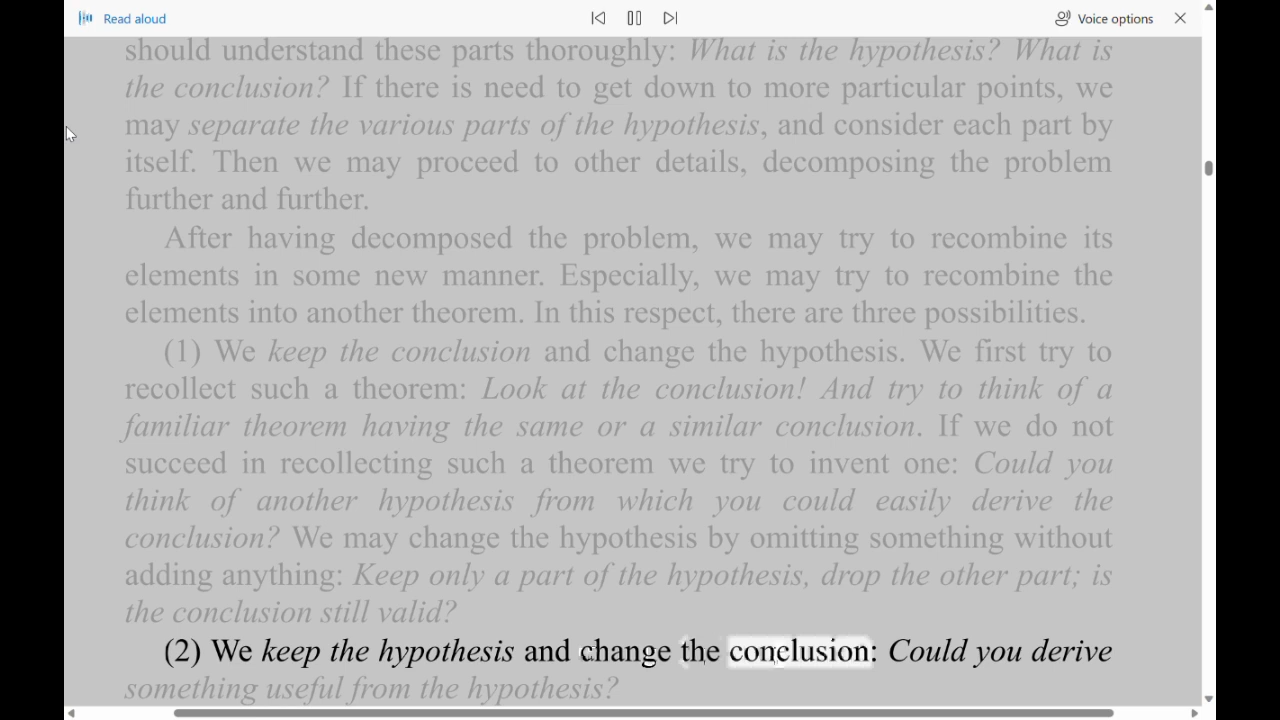 Read aloud
Voice options
should understand these parts thoroughly: What is the hypothesis? What is
the conclusion? If there is need to get down to more particular points, we
may separate the various parts of the hypothesis, and consider each part by
itself. Then we may proceed to other details, decomposing the problem
further and further.
After having decomposed the problem, we may try to recombine its
elements in some new manner. Especially, we may try to recombine the
elements into another theorem. In this respect, there are three possibilities.
(1) We keep the conclusion and change the hypothesis. We first try to
recollect such a theorem: Look at the conclusion! And try to think of a
familiar theorem having the same or a similar conclusion. If we do not
succeed in recollecting such a theorem we try to invent one: Could you
think of another hypothesis from which you could easily derive the
conclusion? We may change the hypothesis by omitting something without
adding anything: Keep only a part of the hypothesis, drop the other part; is
the conclusion still valid?
(2) We keep the hypothesis and change the conclusion: Could you derive
something useful from the hypothesis?